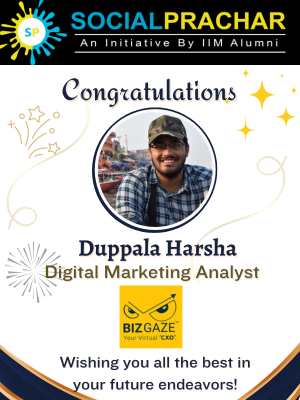 SP
SOCIALPRACHAR
An Initiative By IIM Alumni
Congratulations
Duppala Harsha
Digital Marketing Analyst
BIZGAZE
Your Virtual "CXO".
Wishing you all the best in
your future endeavors!